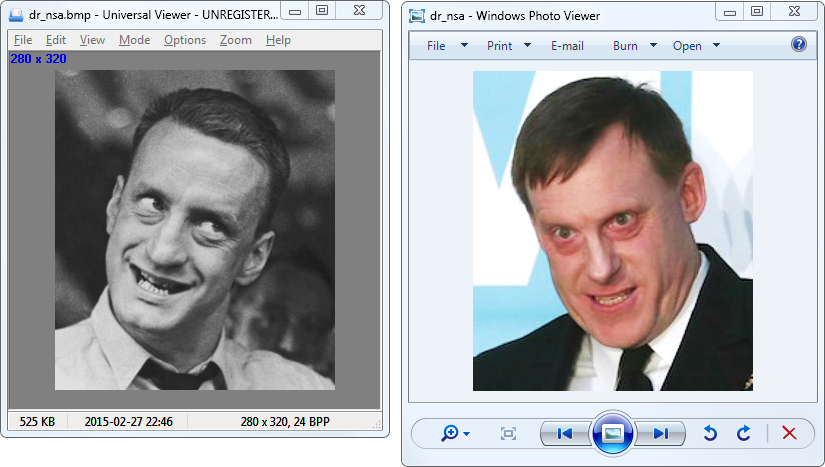 dr_nsa.bmp - Universal Viewer - UNREGISTER...
File Edit View Mode Options Zoom Help
280 x 320
525 KB 2015-02-27 22:46 280 x 320, 24 BPP
dr_nsa - Windows Photo Viewer
File Print E-mail Burn Open